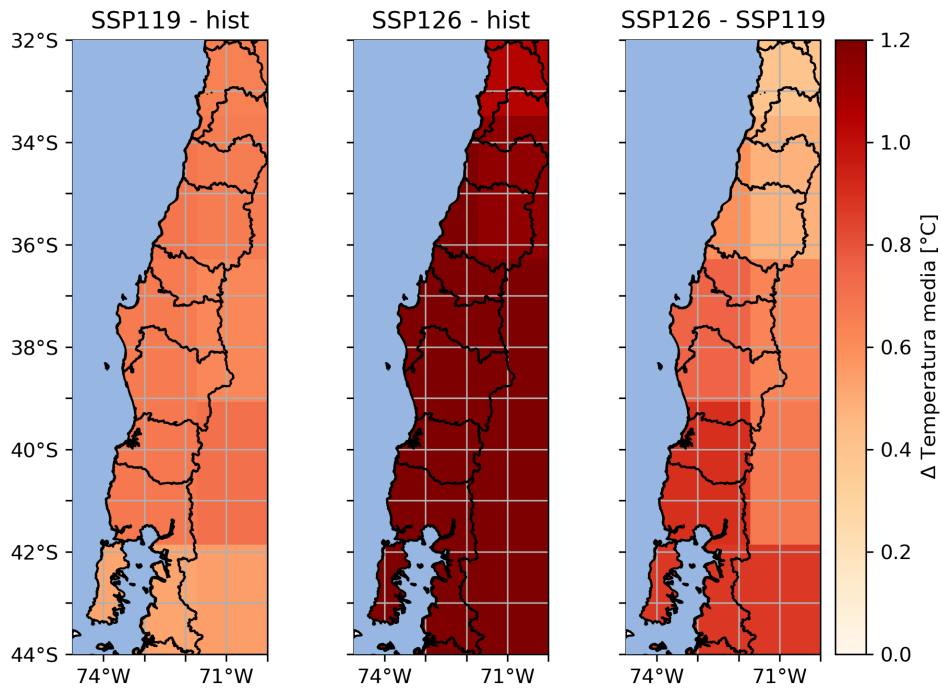 SSP119 - hist SSP126 - hist SSP126 - SSP119
32°S
34°S
36°S
38°S
40°S
42°S
44°S
74°W 71°W 74°W 71°W 74°W 71°W
1.2
1.0
0.8
0.6
0.4
0.2
0.0
Δ Temperatura media [°C]